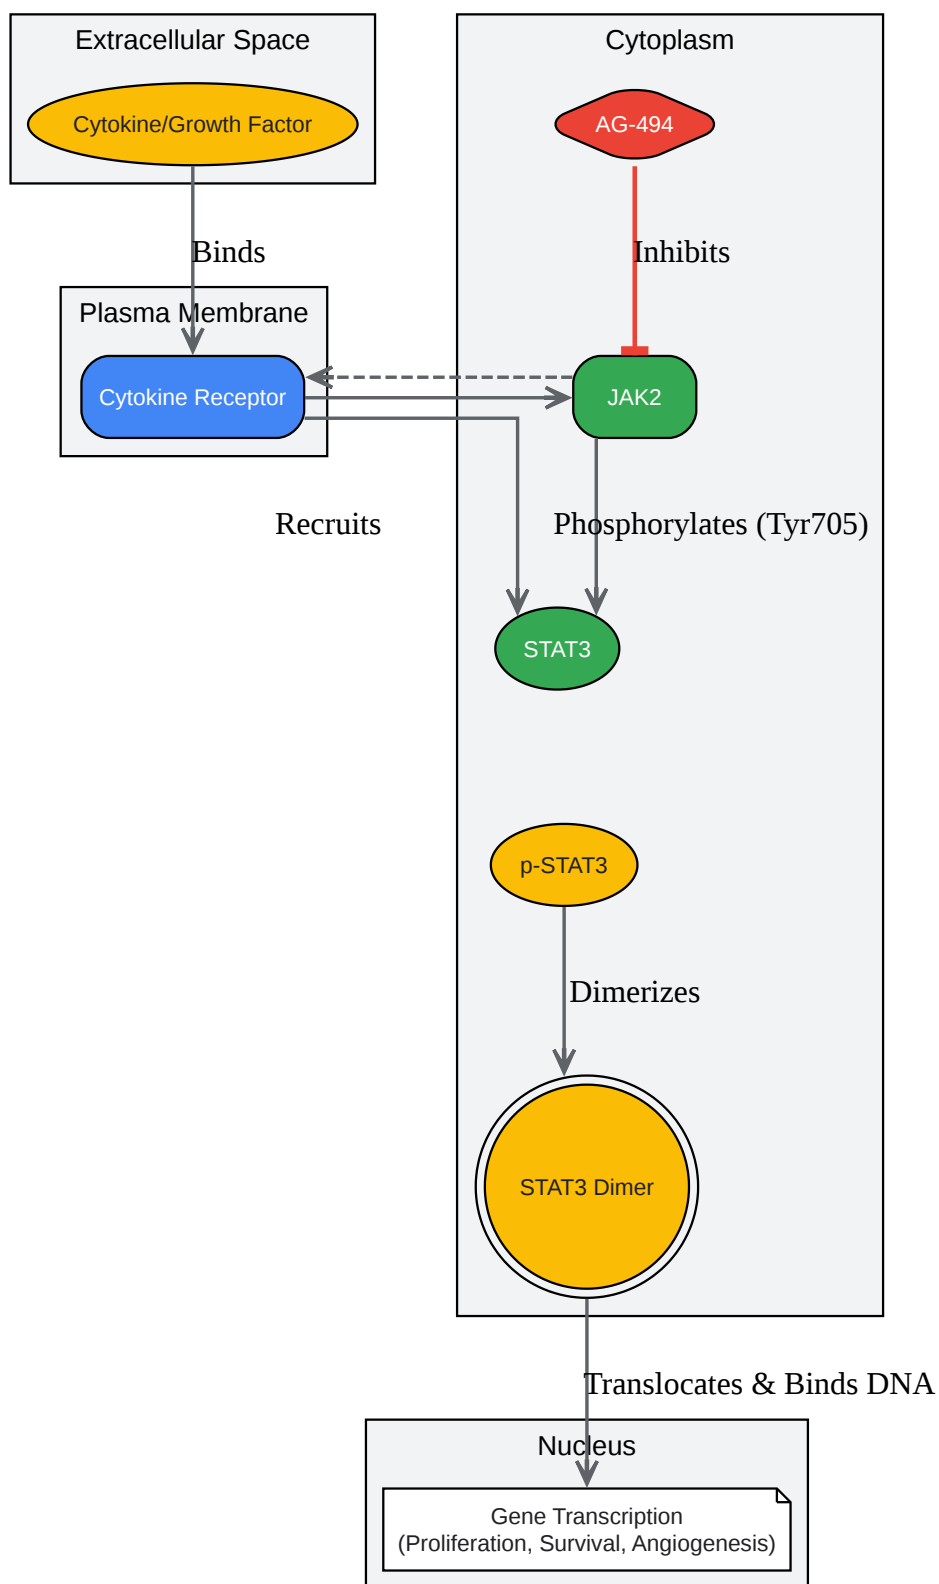 Extracellular Space
Cytoplasm
Cytokine/Growth Factor
AG-494
Binds
Inhibits
Plasma Membrane
Cytokine Receptor
JAK2
Recruits
Phosphorylates (Tyr705)
STAT3
p-STAT3
Dimerizes
STAT3 Dimer
Translocates & Binds DNA
Nucleus
Gene Transcription
(Proliferation, Survival, Angiogenesis)